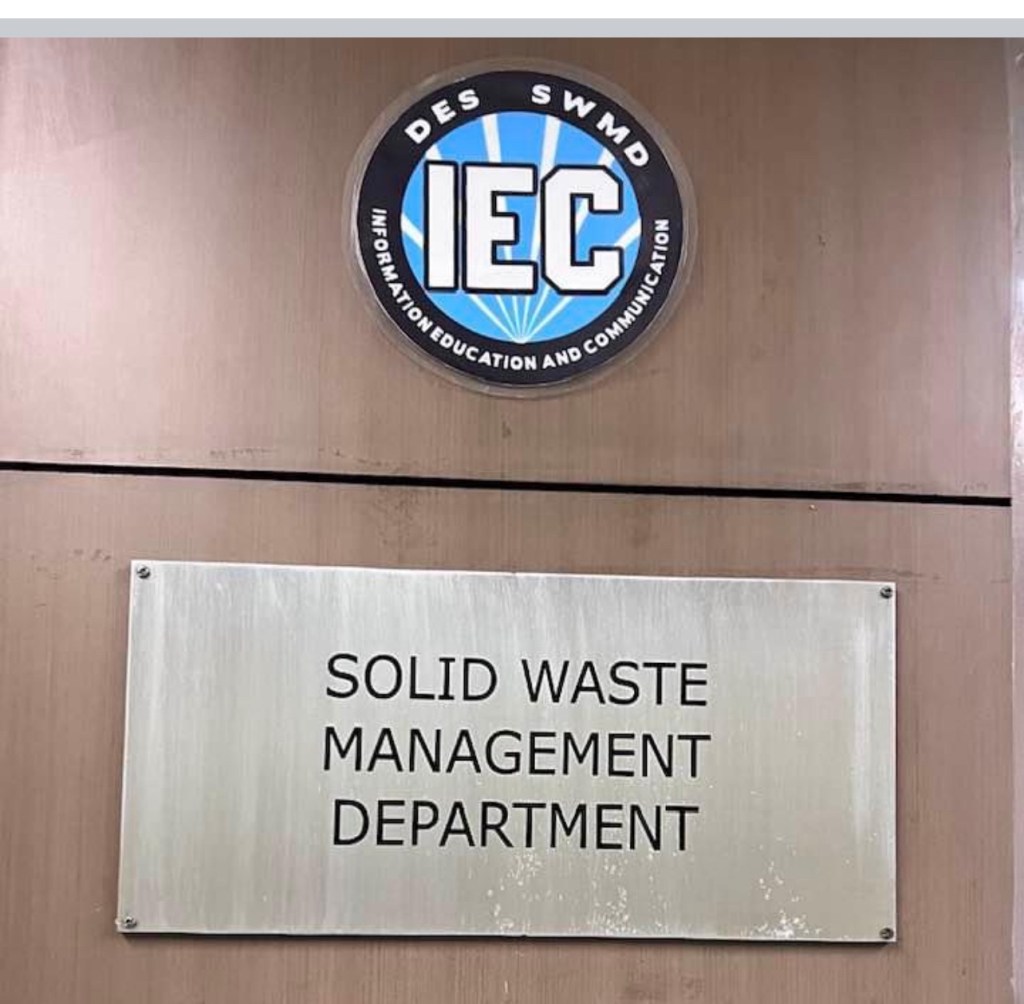 DES SWMD
IEC
INFORMATION EDUCATION AND COMMUNICATION
SOLID WASTE
MANAGEMENT
DEPARTMENT